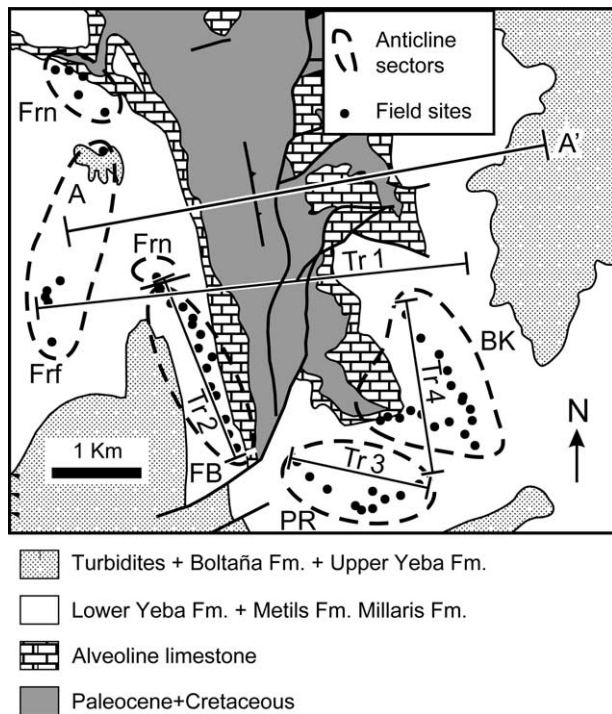 Anticline
sectors
Field sites
Frn
A'
A
Frn
Tr 1
BK
Tr 4
Frf
Tr 2
N
1 Km
Tr 3
FB
PR
Turbidites + Boltaña Fm. + Upper Yeba Fm.
Lower Yeba Fm. + Metils Fm. Millaris Fm.
Alveoline limestone
Paleocene+Cretaceous